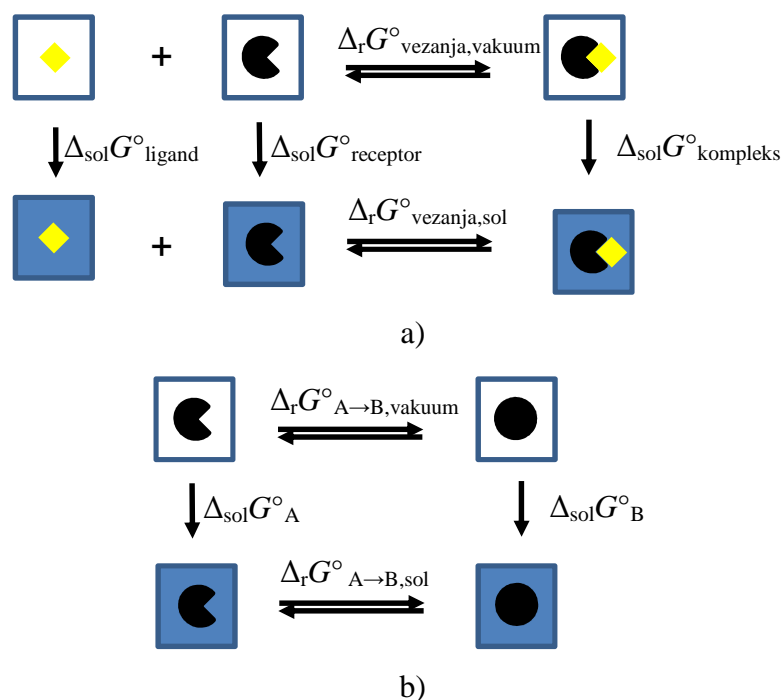 + ΔrG°vezanja,vakuum
ΔsolG°ligand ΔsolG°receptor ΔsolG°kompleks
+ ΔrG°vezanja,sol
a)
ΔrG°A→B,vakuum
ΔsolG°A ΔsolG°B
ΔrG° A→B,sol
b)